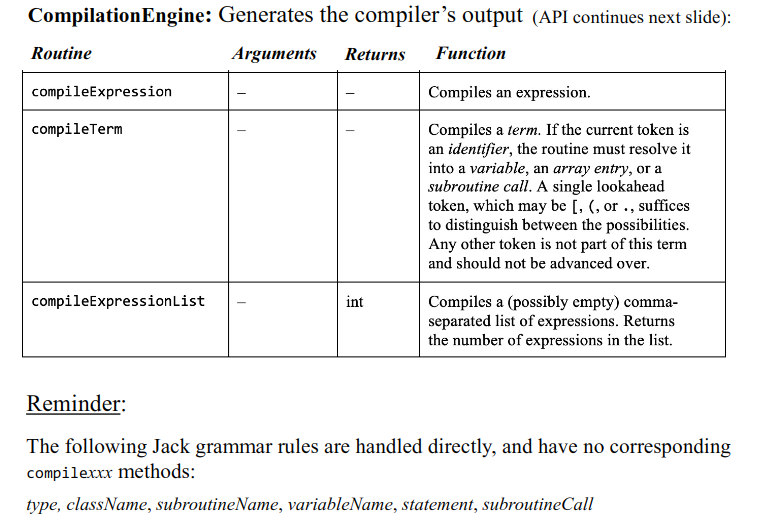 CompilationEngine: Generates the compiler's output (API continues next slide):
Routine Arguments Returns Function
compileExpression – – Compiles an expression.
compileTerm – – Compiles a term. If the current token is
an identifier, the routine must resolve it
into a variable, an array entry, or a
subroutine call. A single lookahead
token, which may be [, (, or ., suffices
to distinguish between the possibilities.
Any other token is not part of this term
and should not be advanced over.
compileExpressionList – int Compiles a (possibly empty) comma-
separated list of expressions. Returns
the number of expressions in the list.
Reminder:
The following Jack grammar rules are handled directly, and have no corresponding
compilexxx methods:
type, className, subroutineName, variableName, statement, subroutineCall